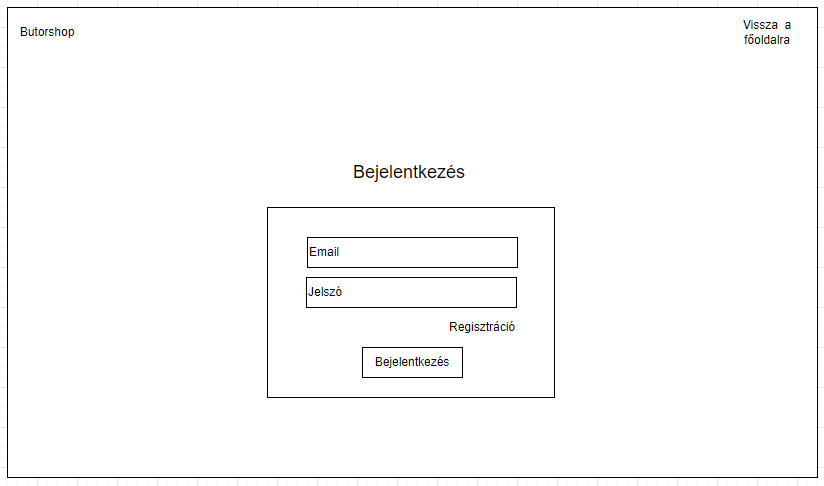 Butorshop
Vissza a
főoldalra
Bejelentkezés
Email
Jelszó
Regisztráció
Bejelentkezés